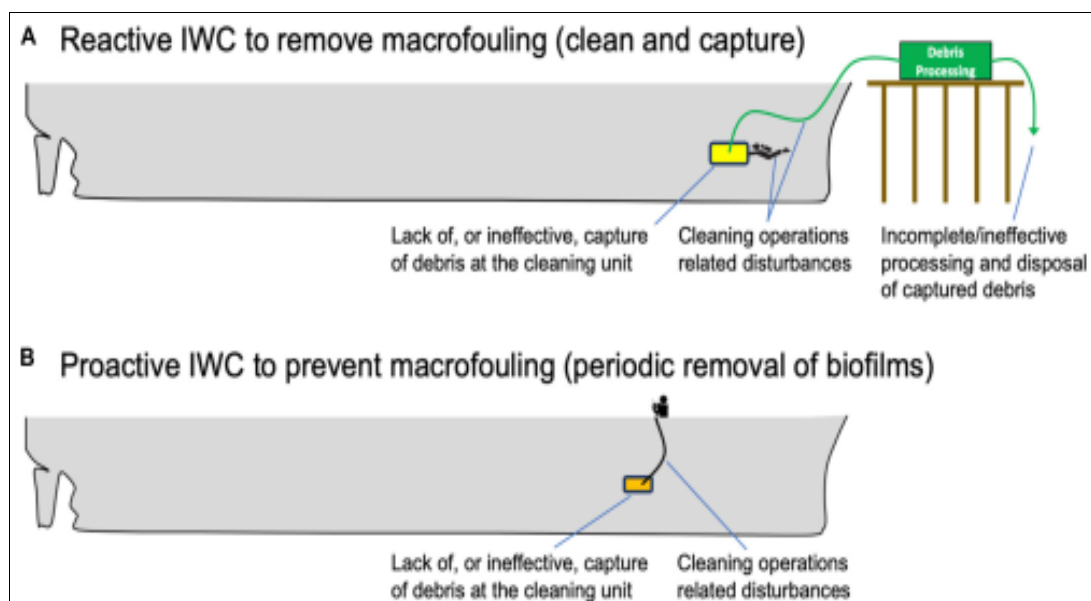 A Reactive IWC to remove macrofouling (clean and capture)
Debris
Processing
Lack of, or ineffective, capture
of debris at the cleaning unit
Cleaning operations
related disturbances
Incomplete/ineffective
processing and disposal
of captured debris
B Proactive IWC to prevent macrofouling (periodic removal of biofilms)
Lack of, or ineffective, capture
of debris at the cleaning unit
Cleaning operations
related disturbances